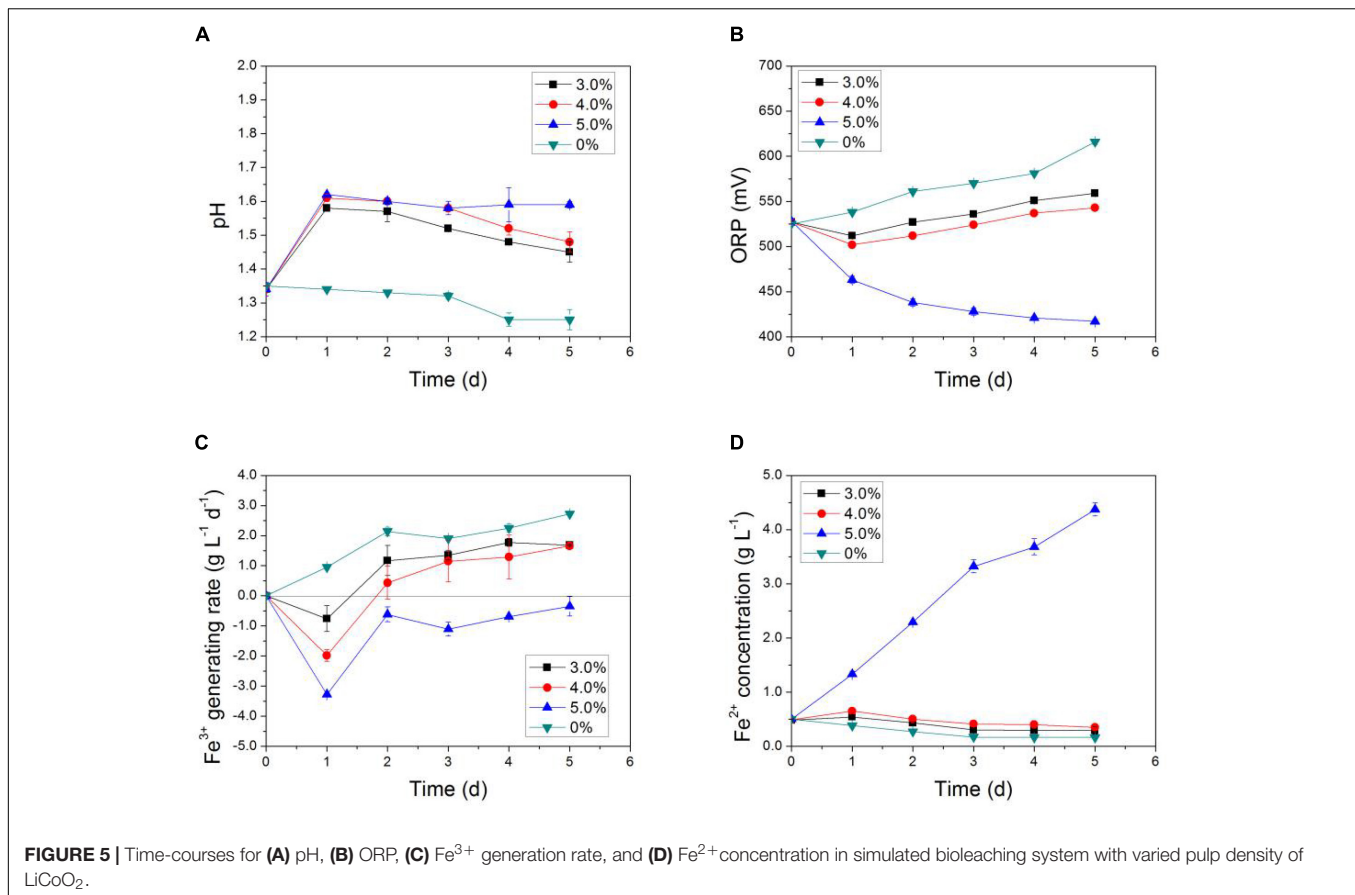 A
2.0
1.9
1.8
1.7
1.6
1.5
1.4
1.3
1.2
pH
3.0%
4.0%
5.0%
0%
0 1 2 3 4 5 6
Time (d)
B
700
650
600
550
500
450
400
ORP (mV)
3.0%
4.0%
5.0%
0%
0 1 2 3 4 5 6
Time (d)
C
4.0
3.0
2.0
1.0
0.0
-1.0
-2.0
-3.0
-4.0
-5.0
Fe³⁺ generating rate (g L⁻¹ d⁻¹)
3.0%
4.0%
5.0%
0%
0 1 2 3 4 5 6
Time (d)
D
5.0
4.0
3.0
2.0
1.0
0.0
Fe²⁺ concentration (g L⁻¹)
3.0%
4.0%
5.0%
0%
0 1 2 3 4 5 6
Time (d)
FIGURE 5 | Time-courses for (A) pH, (B) ORP, (C) Fe³⁺ generation rate, and (D) Fe²⁺concentration in simulated bioleaching system with varied pulp density of
LiCoO₂.